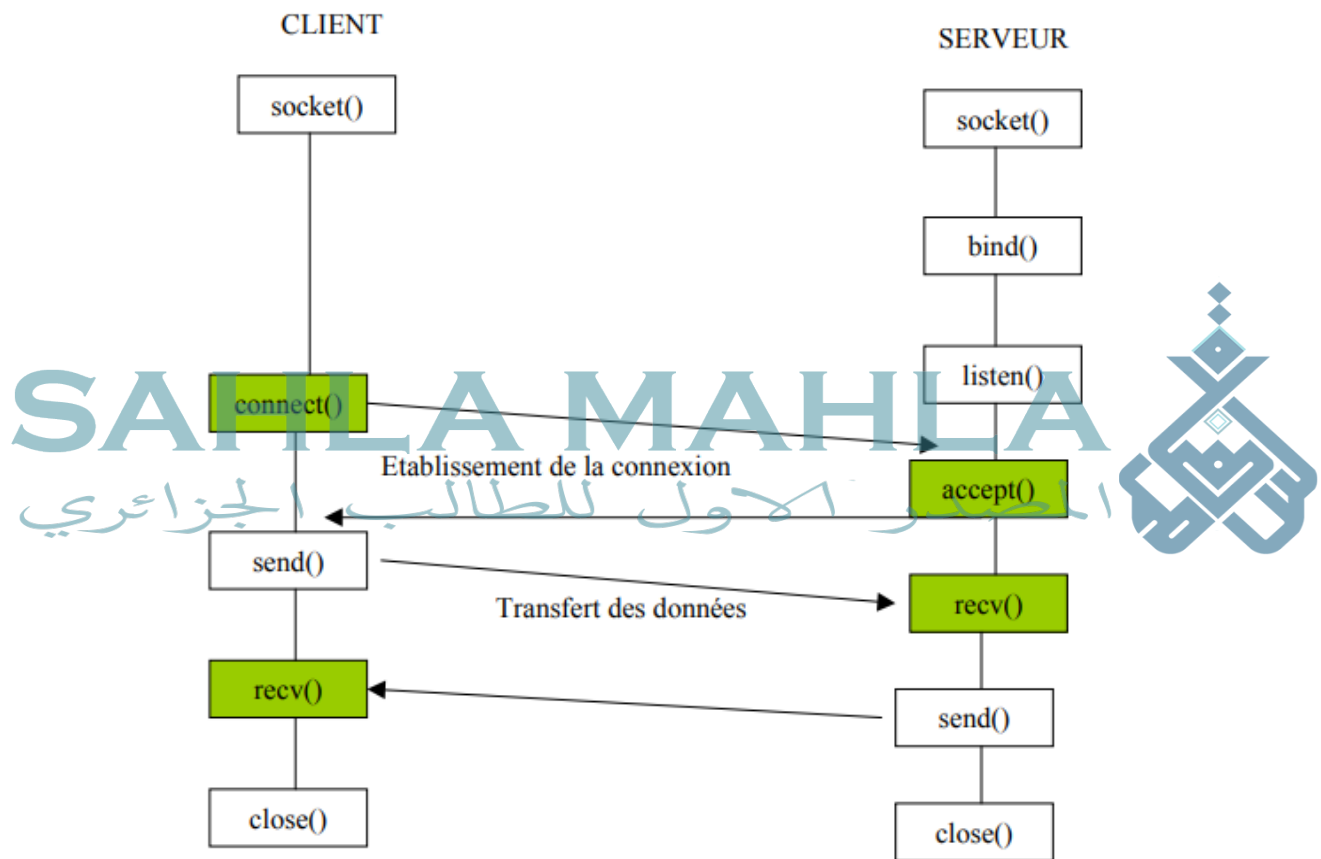 CLIENT
SERVEUR
socket()
socket()
bind()
listen()
connect()
SAHLA MAHLA
Etablissement de la connexion
accept()
المصدر الاول للطالب الجزائري
send()
recv()
Transfert des données
recv()
send()
close()
close()